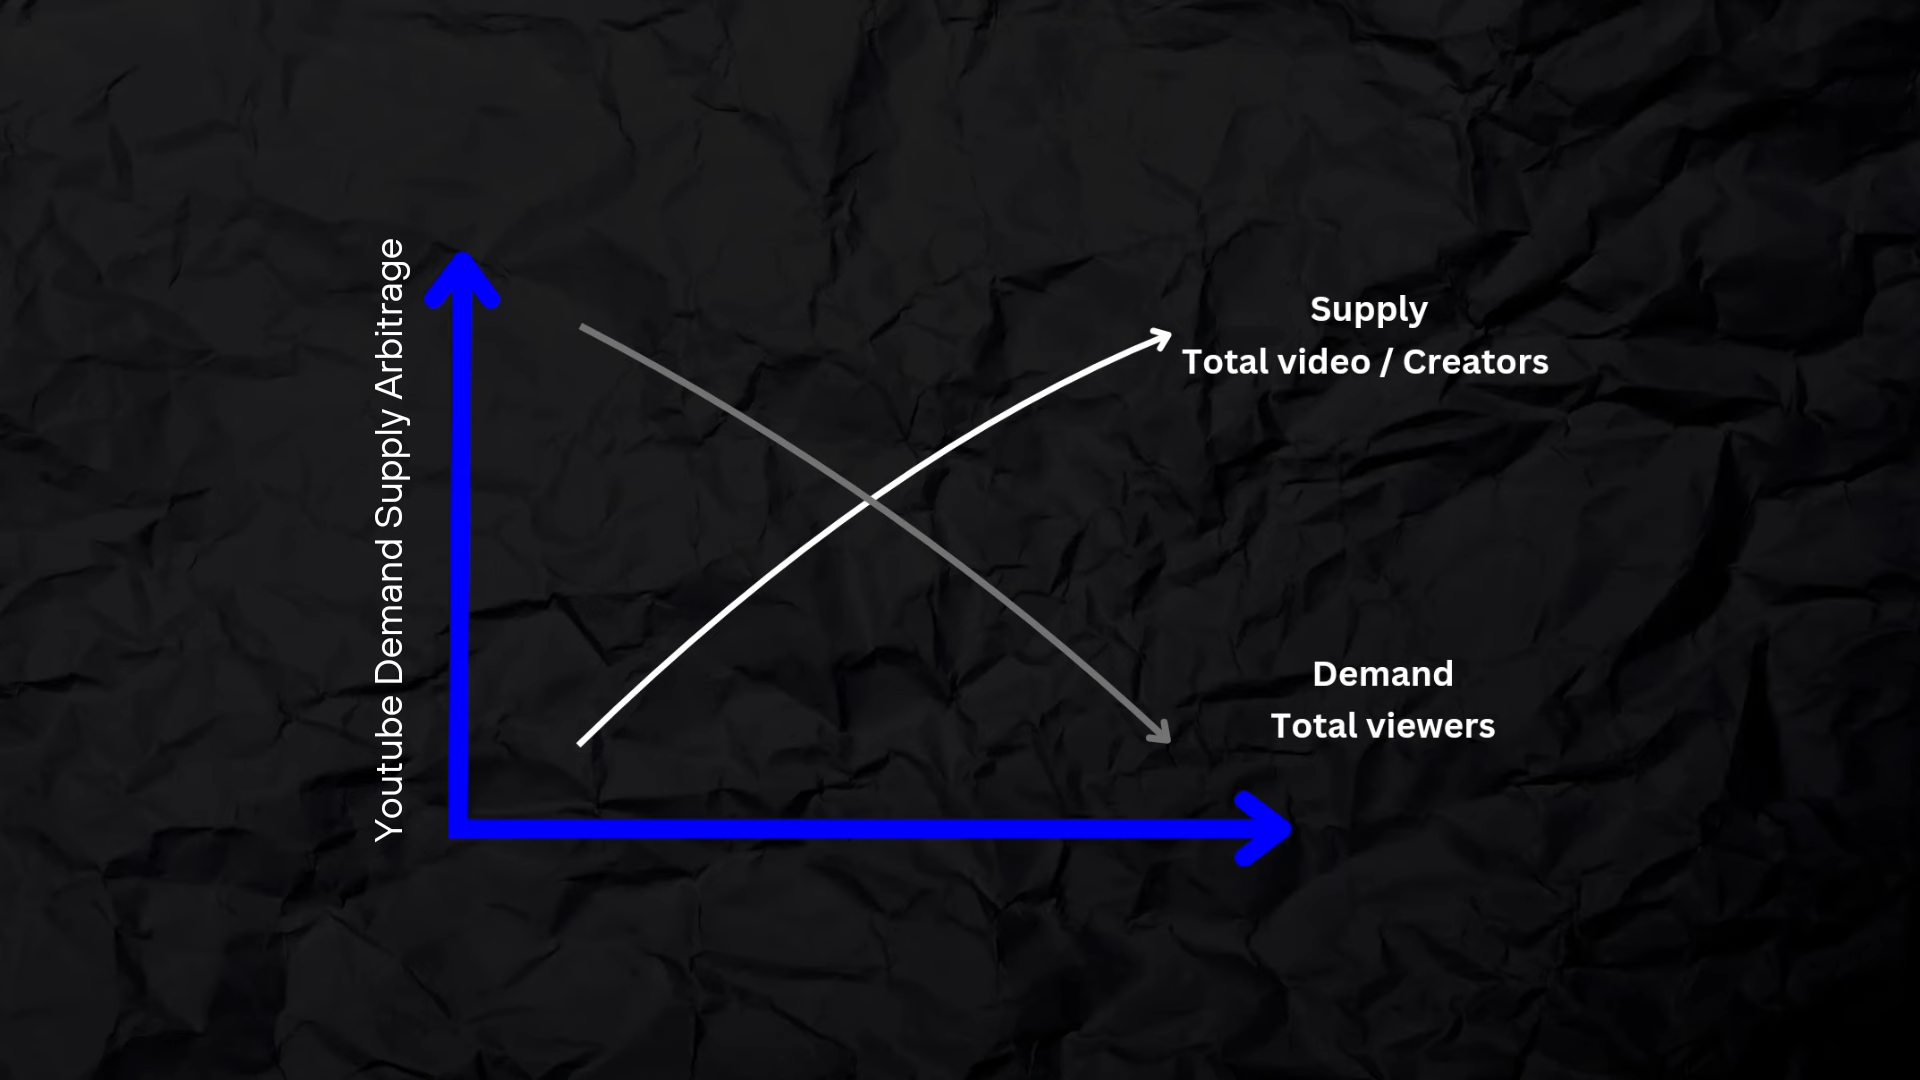 Youtube Demand Supply Arbitrage
Supply
Total video / Creators
Demand
Total viewers